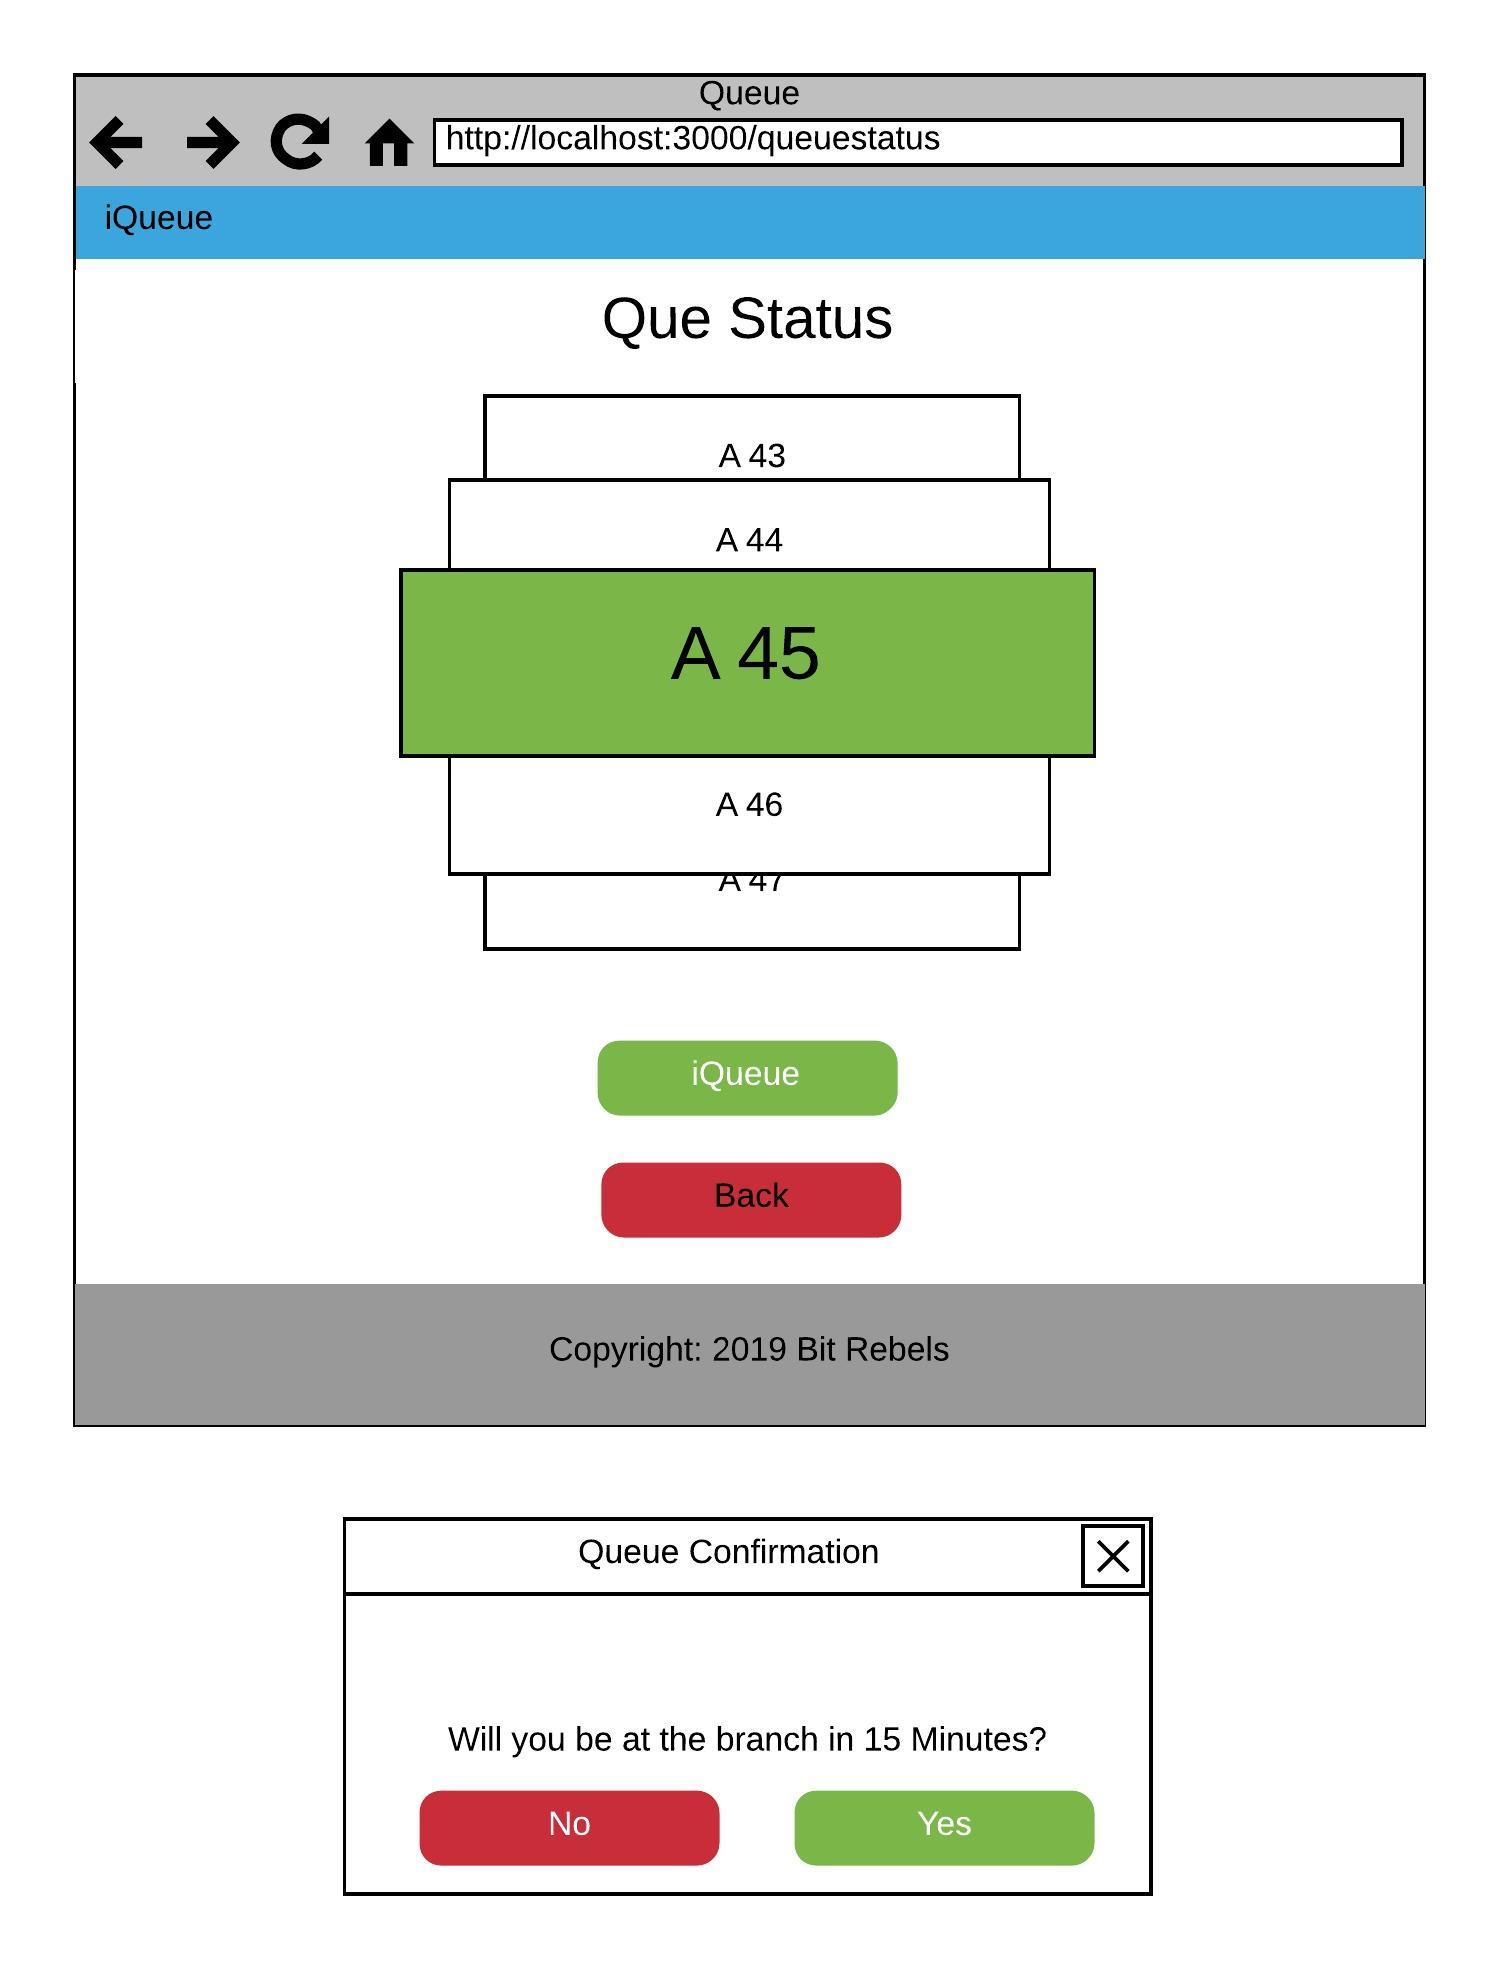 Queue
http://localhost:3000/queuestatus
iQueue
Que Status
A 43
A 44
A 45
A 46
A 47
iQueue
Back
Copyright: 2019 Bit Rebels
Queue Confirmation
Will you be at the branch in 15 Minutes?
No
Yes